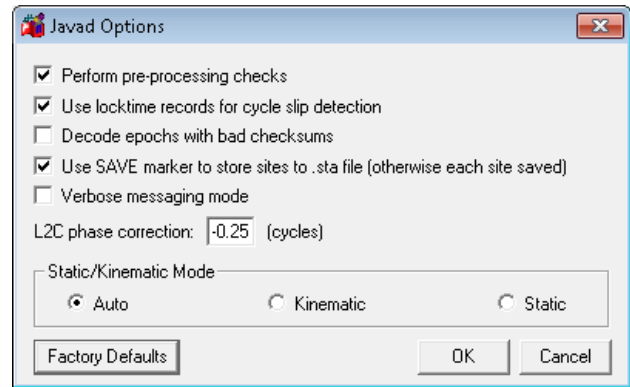 Javad Options
Perform pre-processing checks
Use locktime records for cycle slip detection
Decode epochs with bad checksums
Use SAVE marker to store sites to .sta file (otherwise each site saved)
Verbose messaging mode
L2C phase correction: -0.25 (cycles)
Static/Kinematic Mode
Auto Kinematic Static
Factory Defaults OK Cancel